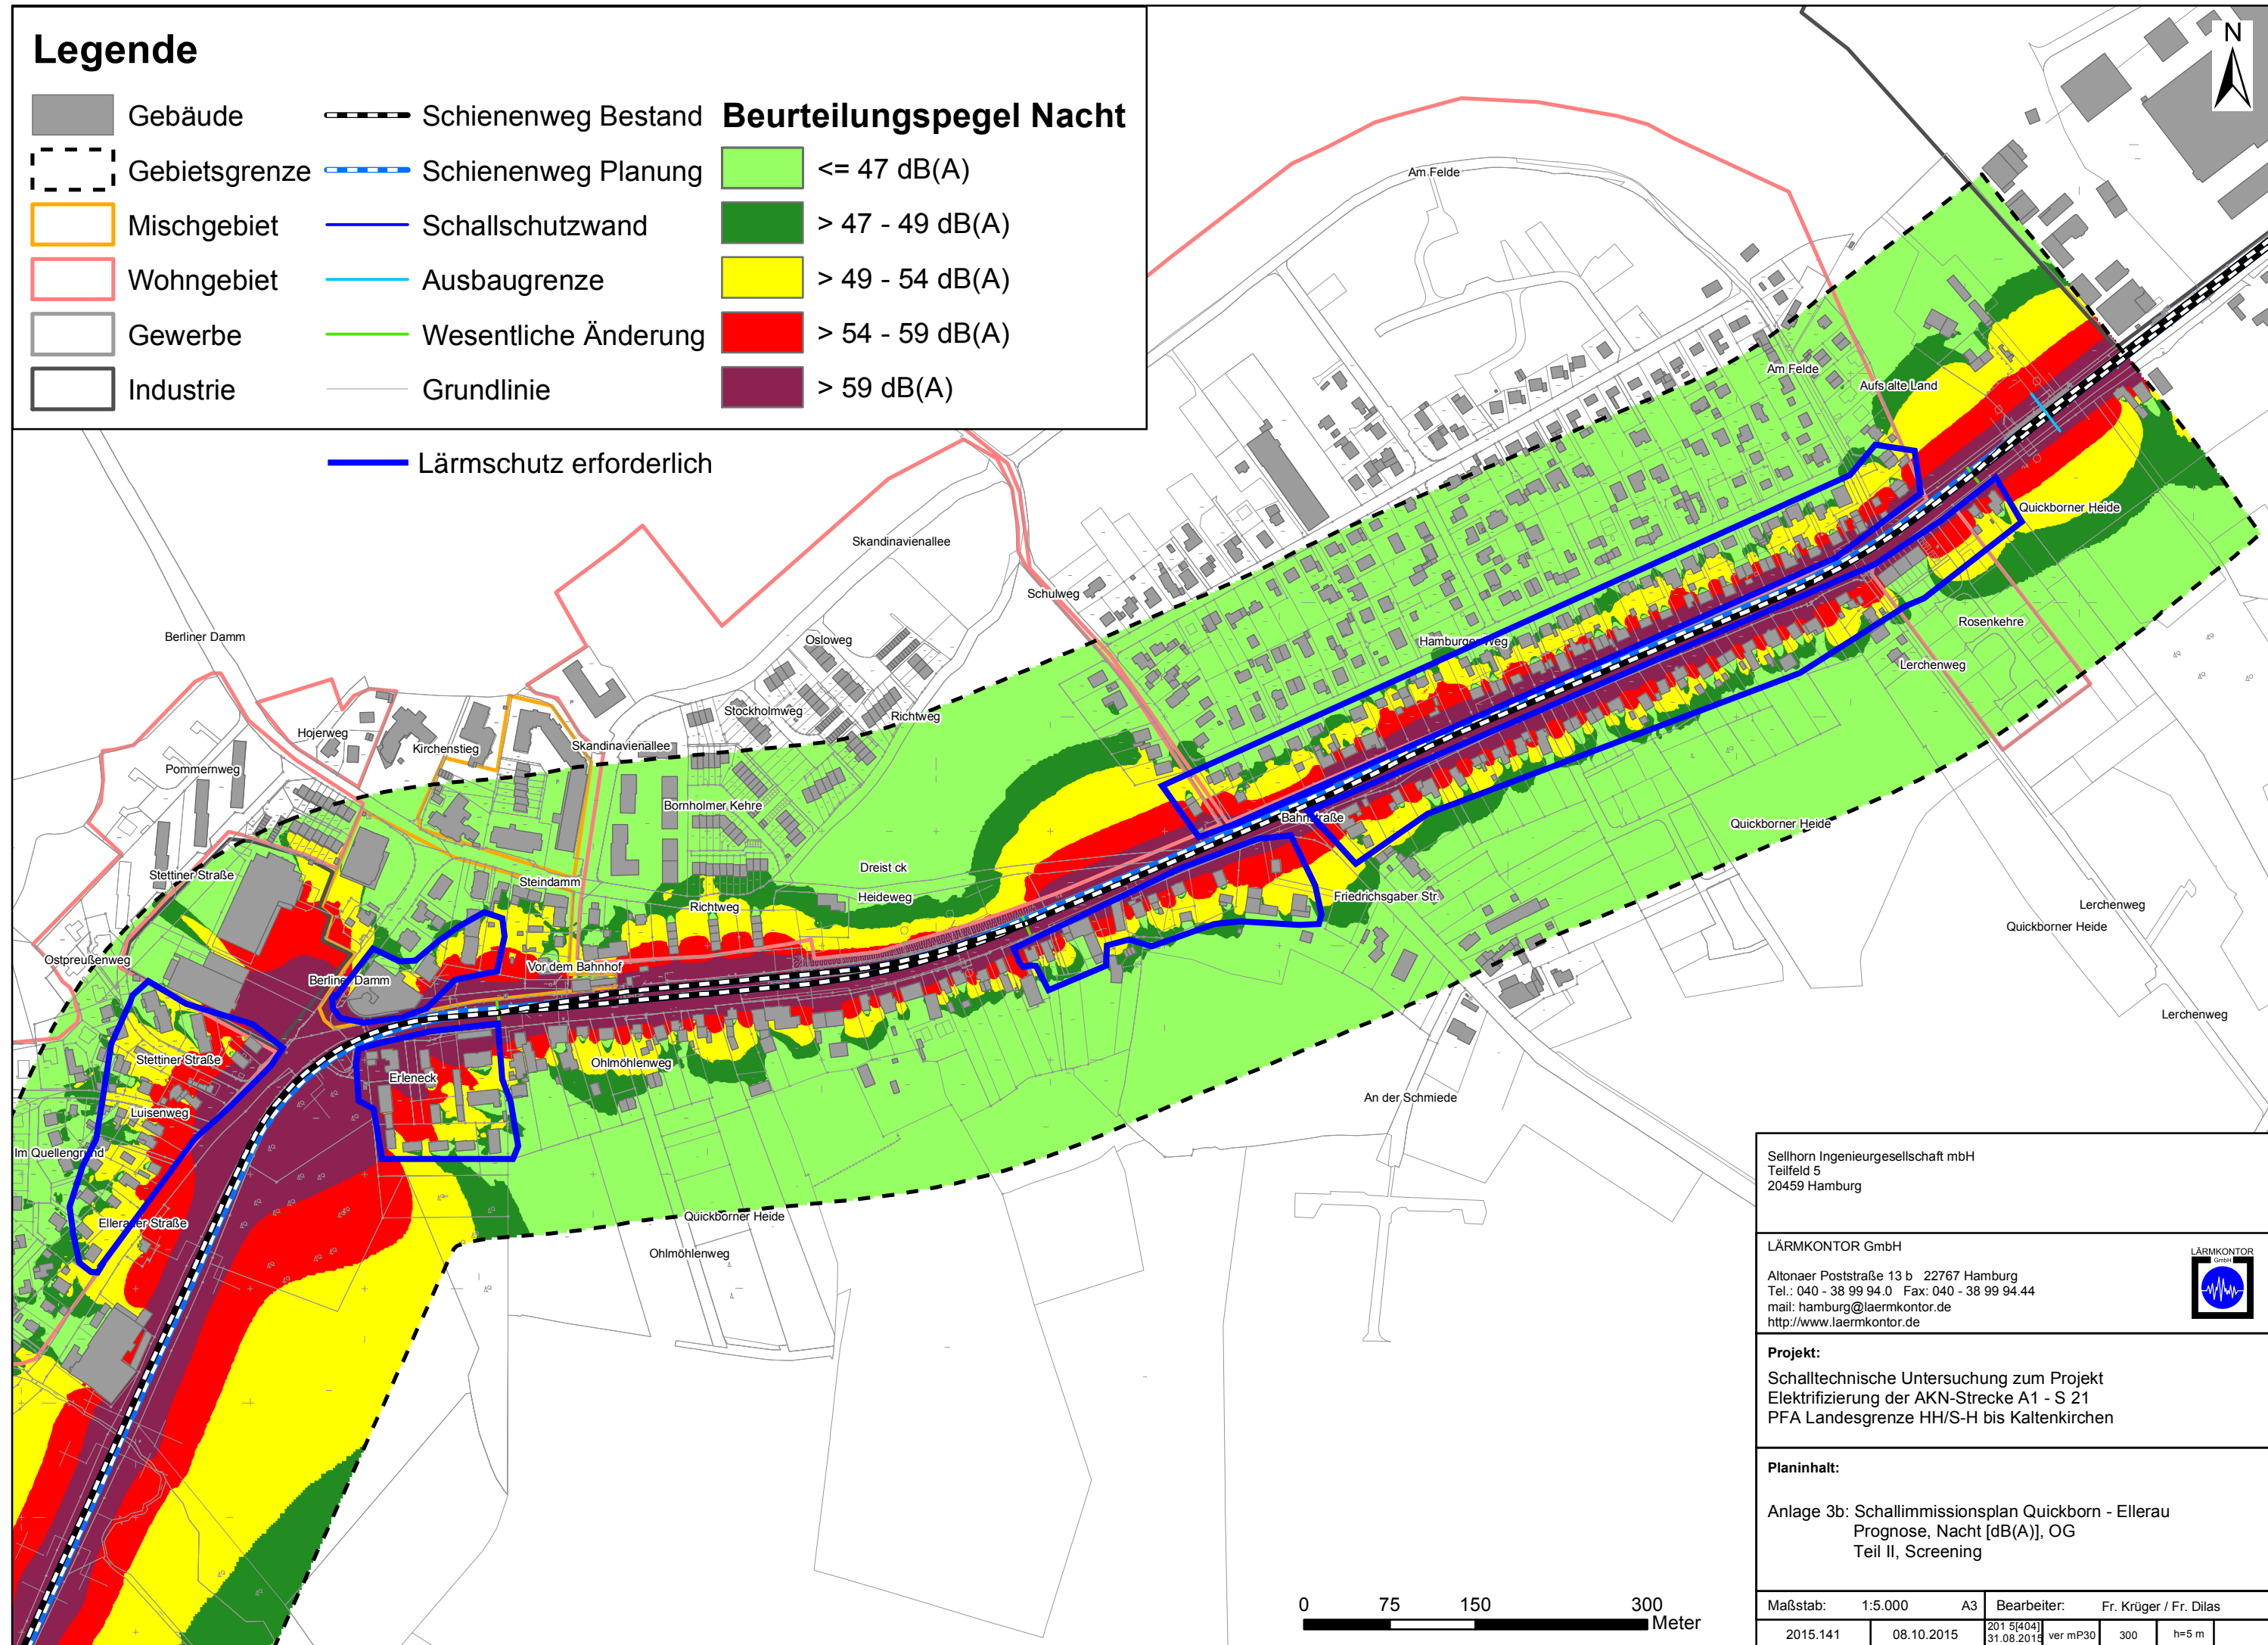 Legende
Gebäude
Gebietsgrenze
Mischgebiet
Wohngebiet
Gewerbe
Industrie
Schienenweg Bestand
Schienenweg Planung
Schallschutzwand
Ausbaugrenze
Wesentliche Änderung
Grundlinie
Lärmschutz erforderlich
Beurteilungspegel Nacht
<= 47 dB(A)
> 47 - 49 dB(A)
> 49 - 54 dB(A)
> 54 - 59 dB(A)
> 59 dB(A)
N
Am Felde
Am Felde
Aufs alte Land
Skandinavienallee
Schulweg
Quickborner Heide
Rosenkehre
Lerchenweg
Hamburger Weg
Berliner Damm
Osloweg
Stockholmweg
Richtweg
Hojerweg
Kirchenstieg
Skandinavienallee
Pommernweg
Bornholmer Kehre
Bahnstraße
Quickborner Heide
Stettiner Straße
Steindamm
Dreist ck
Heideweg
Richtweg
Friedrichsgaber Str.
Lerchenweg
Quickborner Heide
Ostpreußenweg
Berliner Damm
Vor dem Bahnhof
Lerchenweg
Stettiner Straße
Erleneck
Ohlmöhlenweg
Luisenweg
An der Schmiede
Im Quellengrund
Ellerauer Straße
Quickborner Heide
Ohlmöhlenweg
0 75 150 300
Meter
Sellhorn Ingenieurgesellschaft mbH
Teilfeld 5
20459 Hamburg
LÄRMKONTOR GmbH
Altonaer Poststraße 13 b 22767 Hamburg
Tel.: 040 - 38 99 94.0 Fax: 040 - 38 99 94.44
mail: hamburg@laermkontor.de
http://www.laermkontor.de
LÄRMKONTOR
GmbH
Projekt:
Schalltechnische Untersuchung zum Projekt
Elektrifizierung der AKN-Strecke A1 - S 21
PFA Landesgrenze HH/S-H bis Kaltenkirchen
Planinhalt:
Anlage 3b: Schallimmissionsplan Quickborn - Ellerau
Prognose, Nacht [dB(A)], OG
Teil II, Screening
Maßstab: 1:5.000 A3 Bearbeiter: Fr. Krüger / Fr. Dilas
2015.141 08.10.2015 201 5[404] 31.08.2015 ver mP30 300 h=5 m